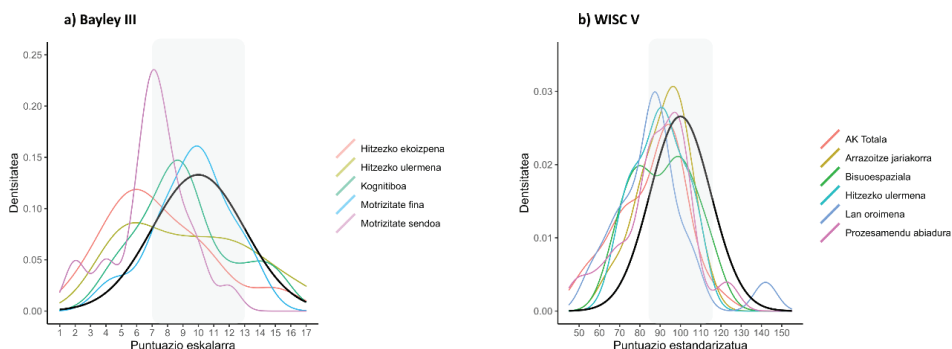 a) Bayley III
Dentsitatea
0.25
0.20
0.15
0.10
0.05
0.00
1 2 3 4 5 6 7 8 9 10 11 12 13 14 15 16 17
Puntuazio eskalarra
Hitzezko ekoizpena
Hitzezko ulermena
Kognitiboa
Motrizitate fina
Motrizitate sendoa
b) WISC V
Dentsitatea
0.03
0.02
0.01
0.00
50 60 70 80 90 100 110 120 130 140 150
Puntuazio estandarizatua
AK Totala
Arrazoitze jariakorra
Bisuoespaziala
Hitzezko ulermena
Lan oroimena
Prozesamendu abiadura